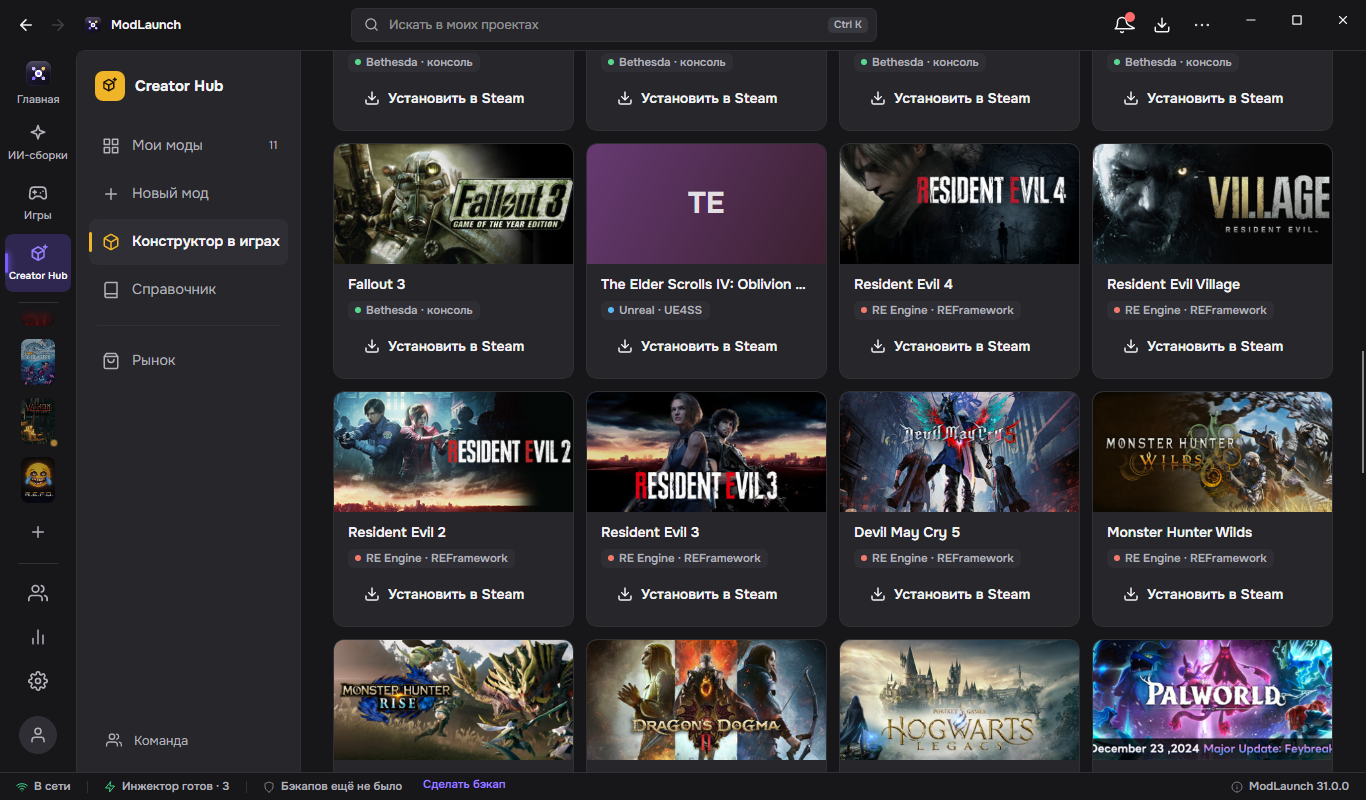 ModLaunch
Искать в моих проектах
Ctrl K
Главная
ИИ-сборки
Игры
Creator Hub
R.E.P.O.
Creator Hub
Мои моды
11
Новый мод
Конструктор в играх
Справочник
Рынок
Команда
Bethesda · консоль
Bethesda · консоль
Bethesda · консоль
Bethesda · консоль
Установить в Steam
Установить в Steam
Установить в Steam
Установить в Steam
Fallout 3
GAME OF THE YEAR EDITION
TE
RESIDENT EVIL 4
VILLAGE
RESIDENT EVIL
Fallout 3
The Elder Scrolls IV: Oblivion ...
Resident Evil 4
Resident Evil Village
Bethesda · консоль
Unreal · UE4SS
RE Engine · REFramework
RE Engine · REFramework
Установить в Steam
Установить в Steam
Установить в Steam
Установить в Steam
RESIDENT EVIL 2
RESIDENT EVIL 3
Devil May Cry 5
MONSTER HUNTER
WILDS
Resident Evil 2
Resident Evil 3
Devil May Cry 5
Monster Hunter Wilds
RE Engine · REFramework
RE Engine · REFramework
RE Engine · REFramework
RE Engine · REFramework
Установить в Steam
Установить в Steam
Установить в Steam
Установить в Steam
MONSTER HUNTER
RISE
DRAGON'S DOGMA
II
PORTKEY GAMES
HOGWARTS
LEGACY
PALWORLD
December 23 ,2024 Major Update: Feybreak
В сети
Инжектор готов · 3
Бэкапов ещё не было
Сделать бэкап
ModLaunch 31.0.0